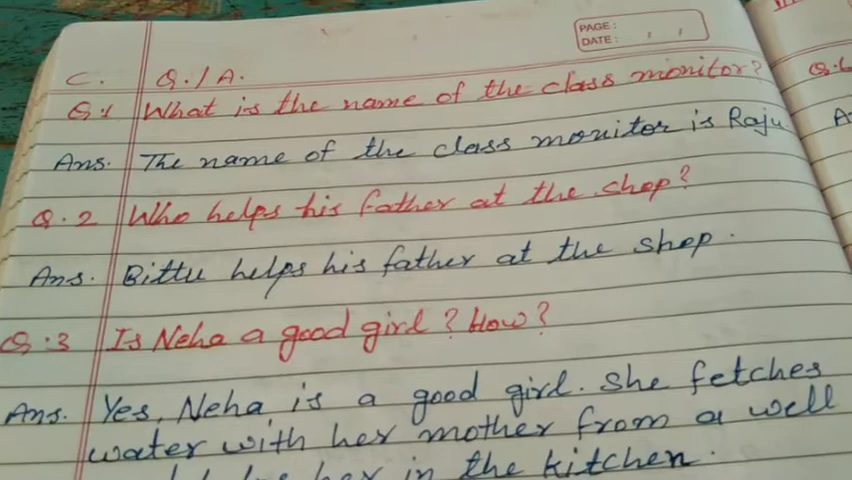 PAGE:
DATE: / /
C. Q./A.
Q.1 What is the name of the class monitor?
Ans. The name of the class monitor is Raju
Q.2 Who helps his father at the shop?
Ans. Bittu helps his father at the shop.
Q.3 Is Neha a good girl? How?
Ans. Yes, Neha is a good girl. She fetches
water with her mother from a well
her in the kitchen.
Q.4
A